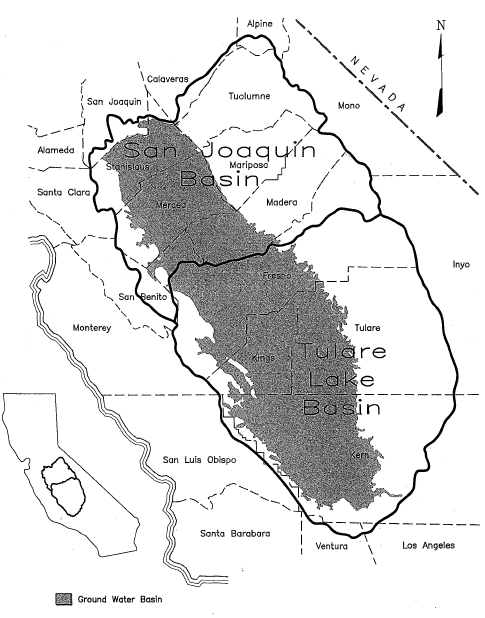 Alpine
N
NEVADA
Calaveras
San Joaquin
Tuolumne
Mono
San Joaquin
Basin
Alameda
Stanislaus
Mariposa
Santa Clara
Merced
Madera
Inyo
Fresno
San Benito
Monterey
Tulare
Kings
Tulare
Lake
Basin
San Luis Obispo
Kern
Santa Barabara
Ventura
Los Angeles
Ground Water Basin